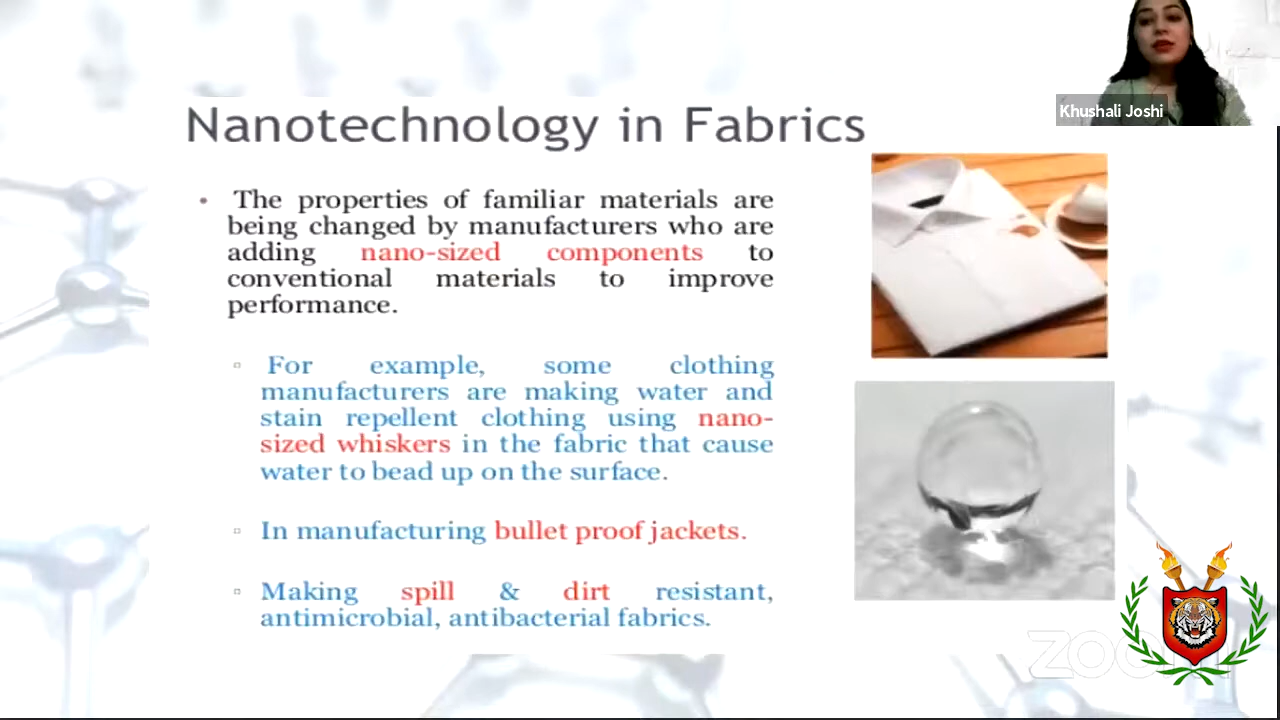 Khushali Joshi
Nanotechnology in Fabrics
• The properties of familiar materials are
being changed by manufacturers who are
adding nano-sized components to
conventional materials to improve
performance.
▫ For example, some clothing
manufacturers are making water and
stain repellent clothing using nano-
sized whiskers in the fabric that cause
water to bead up on the surface.
▫ In manufacturing bullet proof jackets.
▫ Making spill & dirt resistant,
antimicrobial, antibacterial fabrics.
zoom